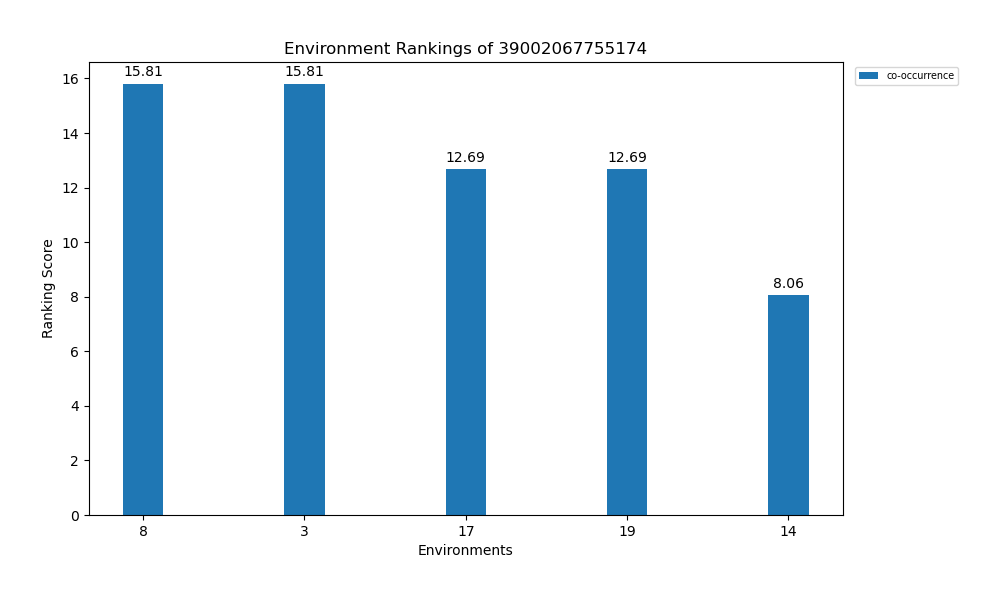 Environment Rankings of 39002067755174
co-occurrence
15.81 15.81 12.69 12.69 8.06
16
14
12
10
8
6
4
2
0
Ranking Score
8 3 17 19 14
Environments